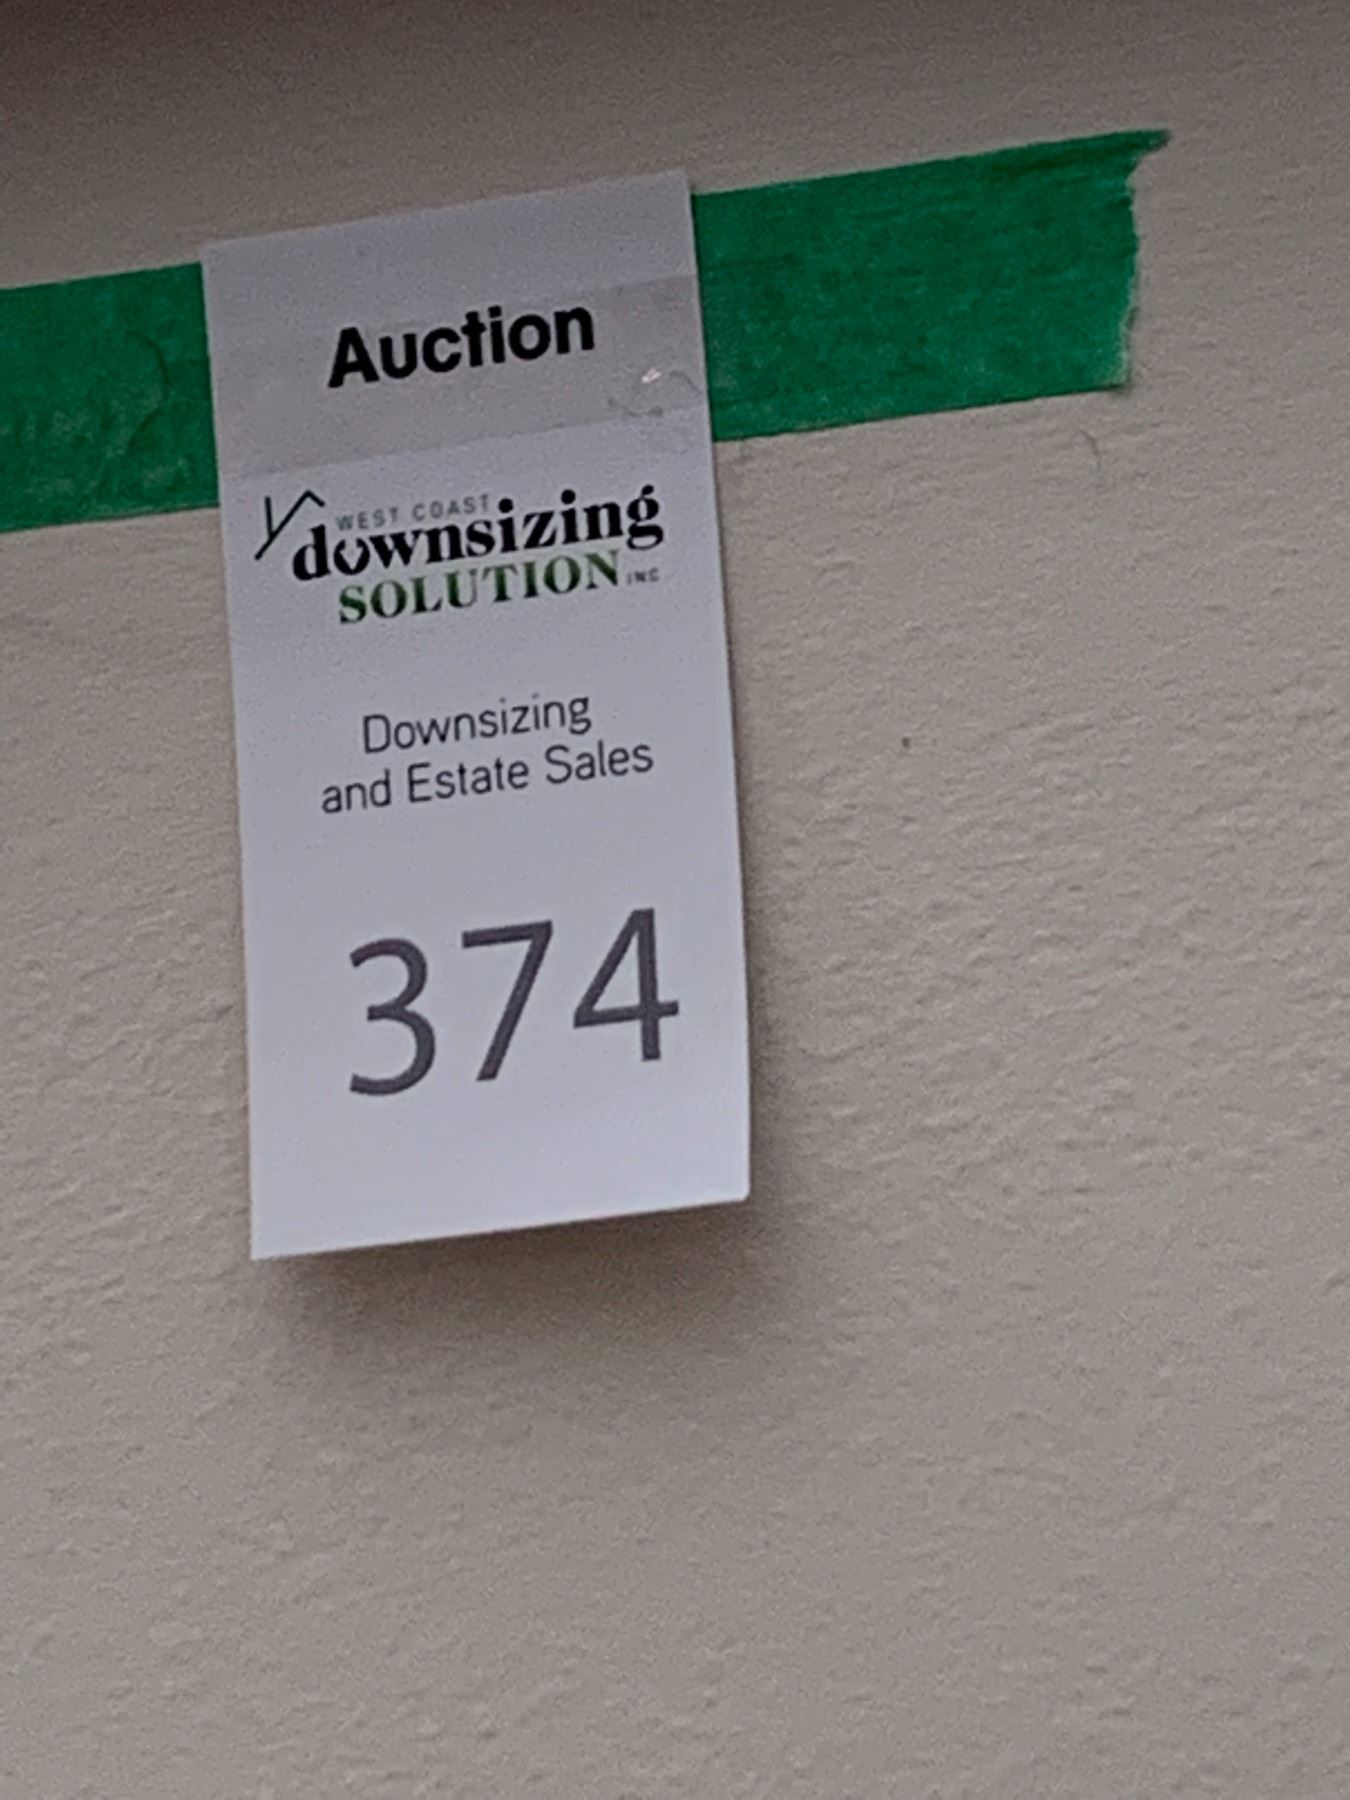 Auction
WEST COAST
downsizing
SOLUTION INC
Downsizing
and Estate Sales
374